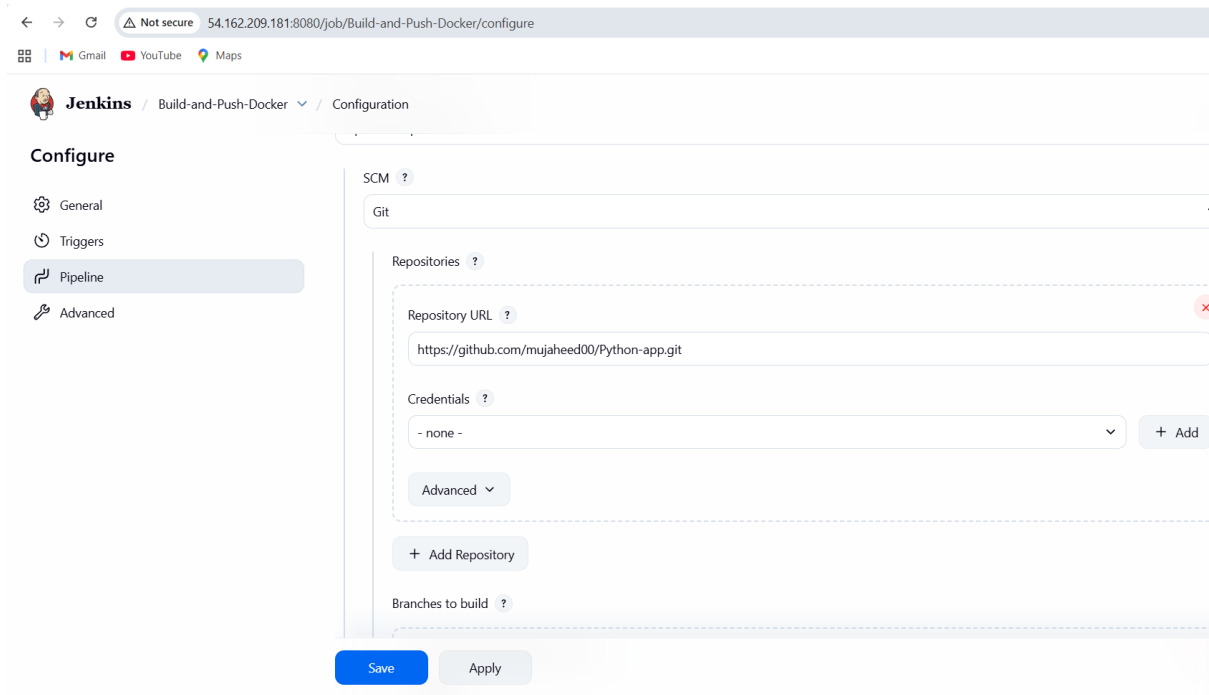 Not secure 54.162.209.181:8080/job/Build-and-Push-Docker/configure
Gmail YouTube Maps
Jenkins / Build-and-Push-Docker / Configuration
Configure
General
Triggers
Pipeline
Advanced
SCM ?
Git
Repositories ?
Repository URL ?
https://github.com/mujaheed00/Python-app.git
Credentials ?
- none -
+ Add
Advanced
+ Add Repository
Branches to build ?
Save Apply